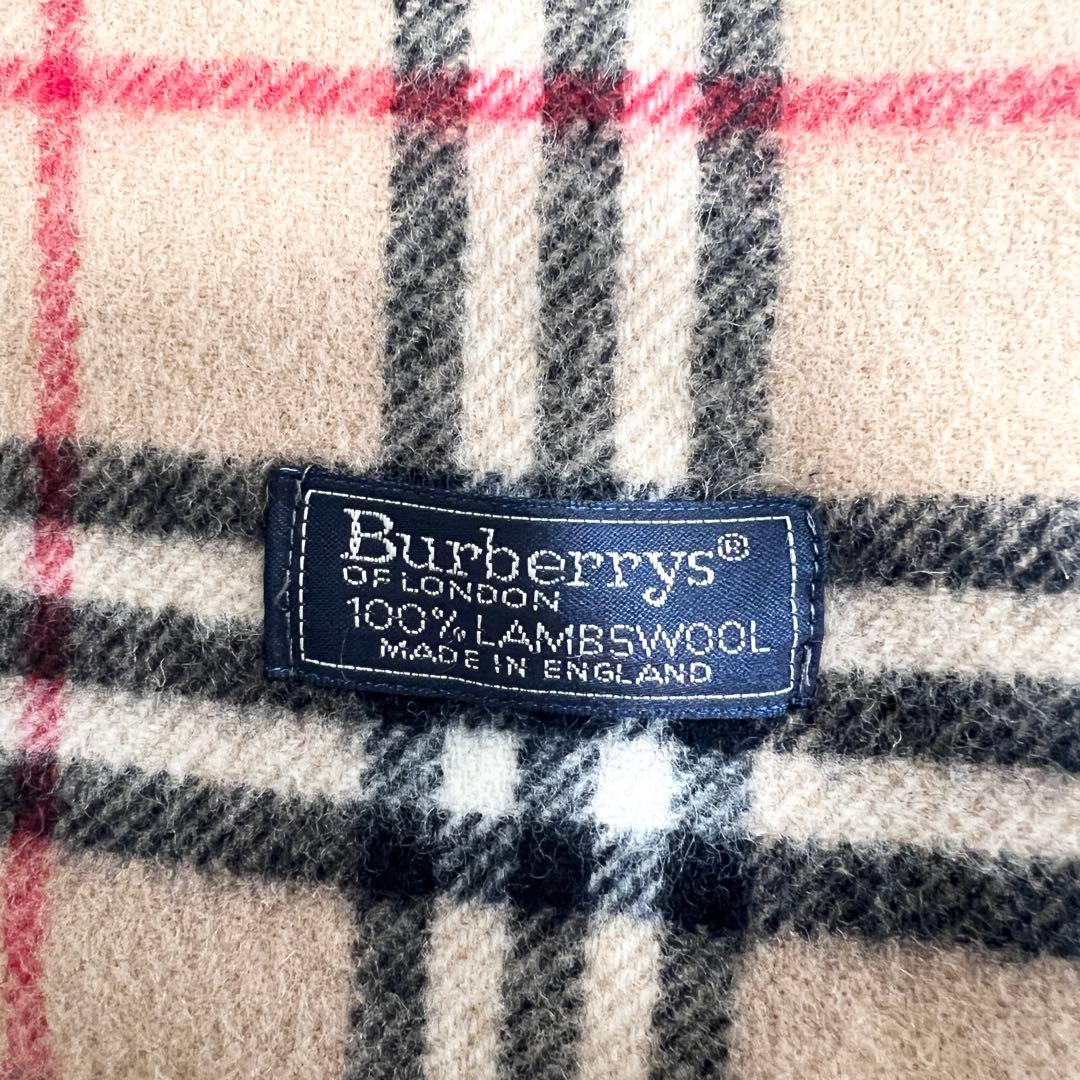 Burberrys®
OF LONDON
100% LAMBSWOOL
MADE IN ENGLAND